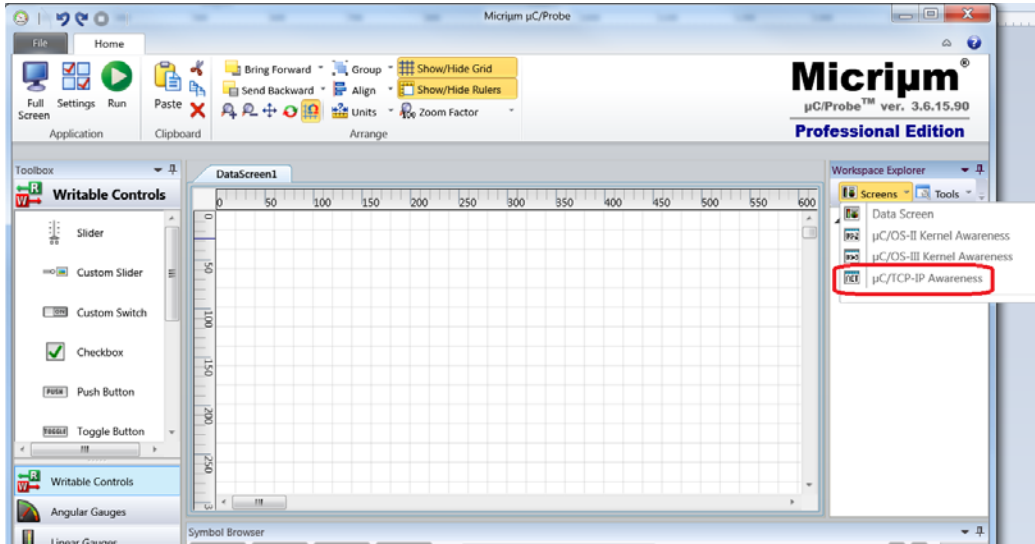 Micriµm µC/Probe
File
Home
Full Screen
Settings
Run
Application
Paste
Clipboard
Bring Forward
Send Backward
Group
Align
Units
Show/Hide Grid
Show/Hide Rulers
Zoom Factor
Arrange
Micriµm®
µC/Probe™ ver. 3.6.15.90
Professional Edition
Toolbox
Writable Controls
Slider
Custom Slider
Custom Switch
ON
Checkbox
PUSH
Push Button
TOGGLE
Toggle Button
Writable Controls
Angular Gauges
Linear Gauges
DataScreen1
0 50 100 150 200 250 300 350 400 450 500 550 600
0
50
100
150
200
250
Symbol Browser
Workspace Explorer
Screens
Tools
Data Screen
µC/OS-II Kernel Awareness
µC/OS-III Kernel Awareness
µC/TCP-IP Awareness